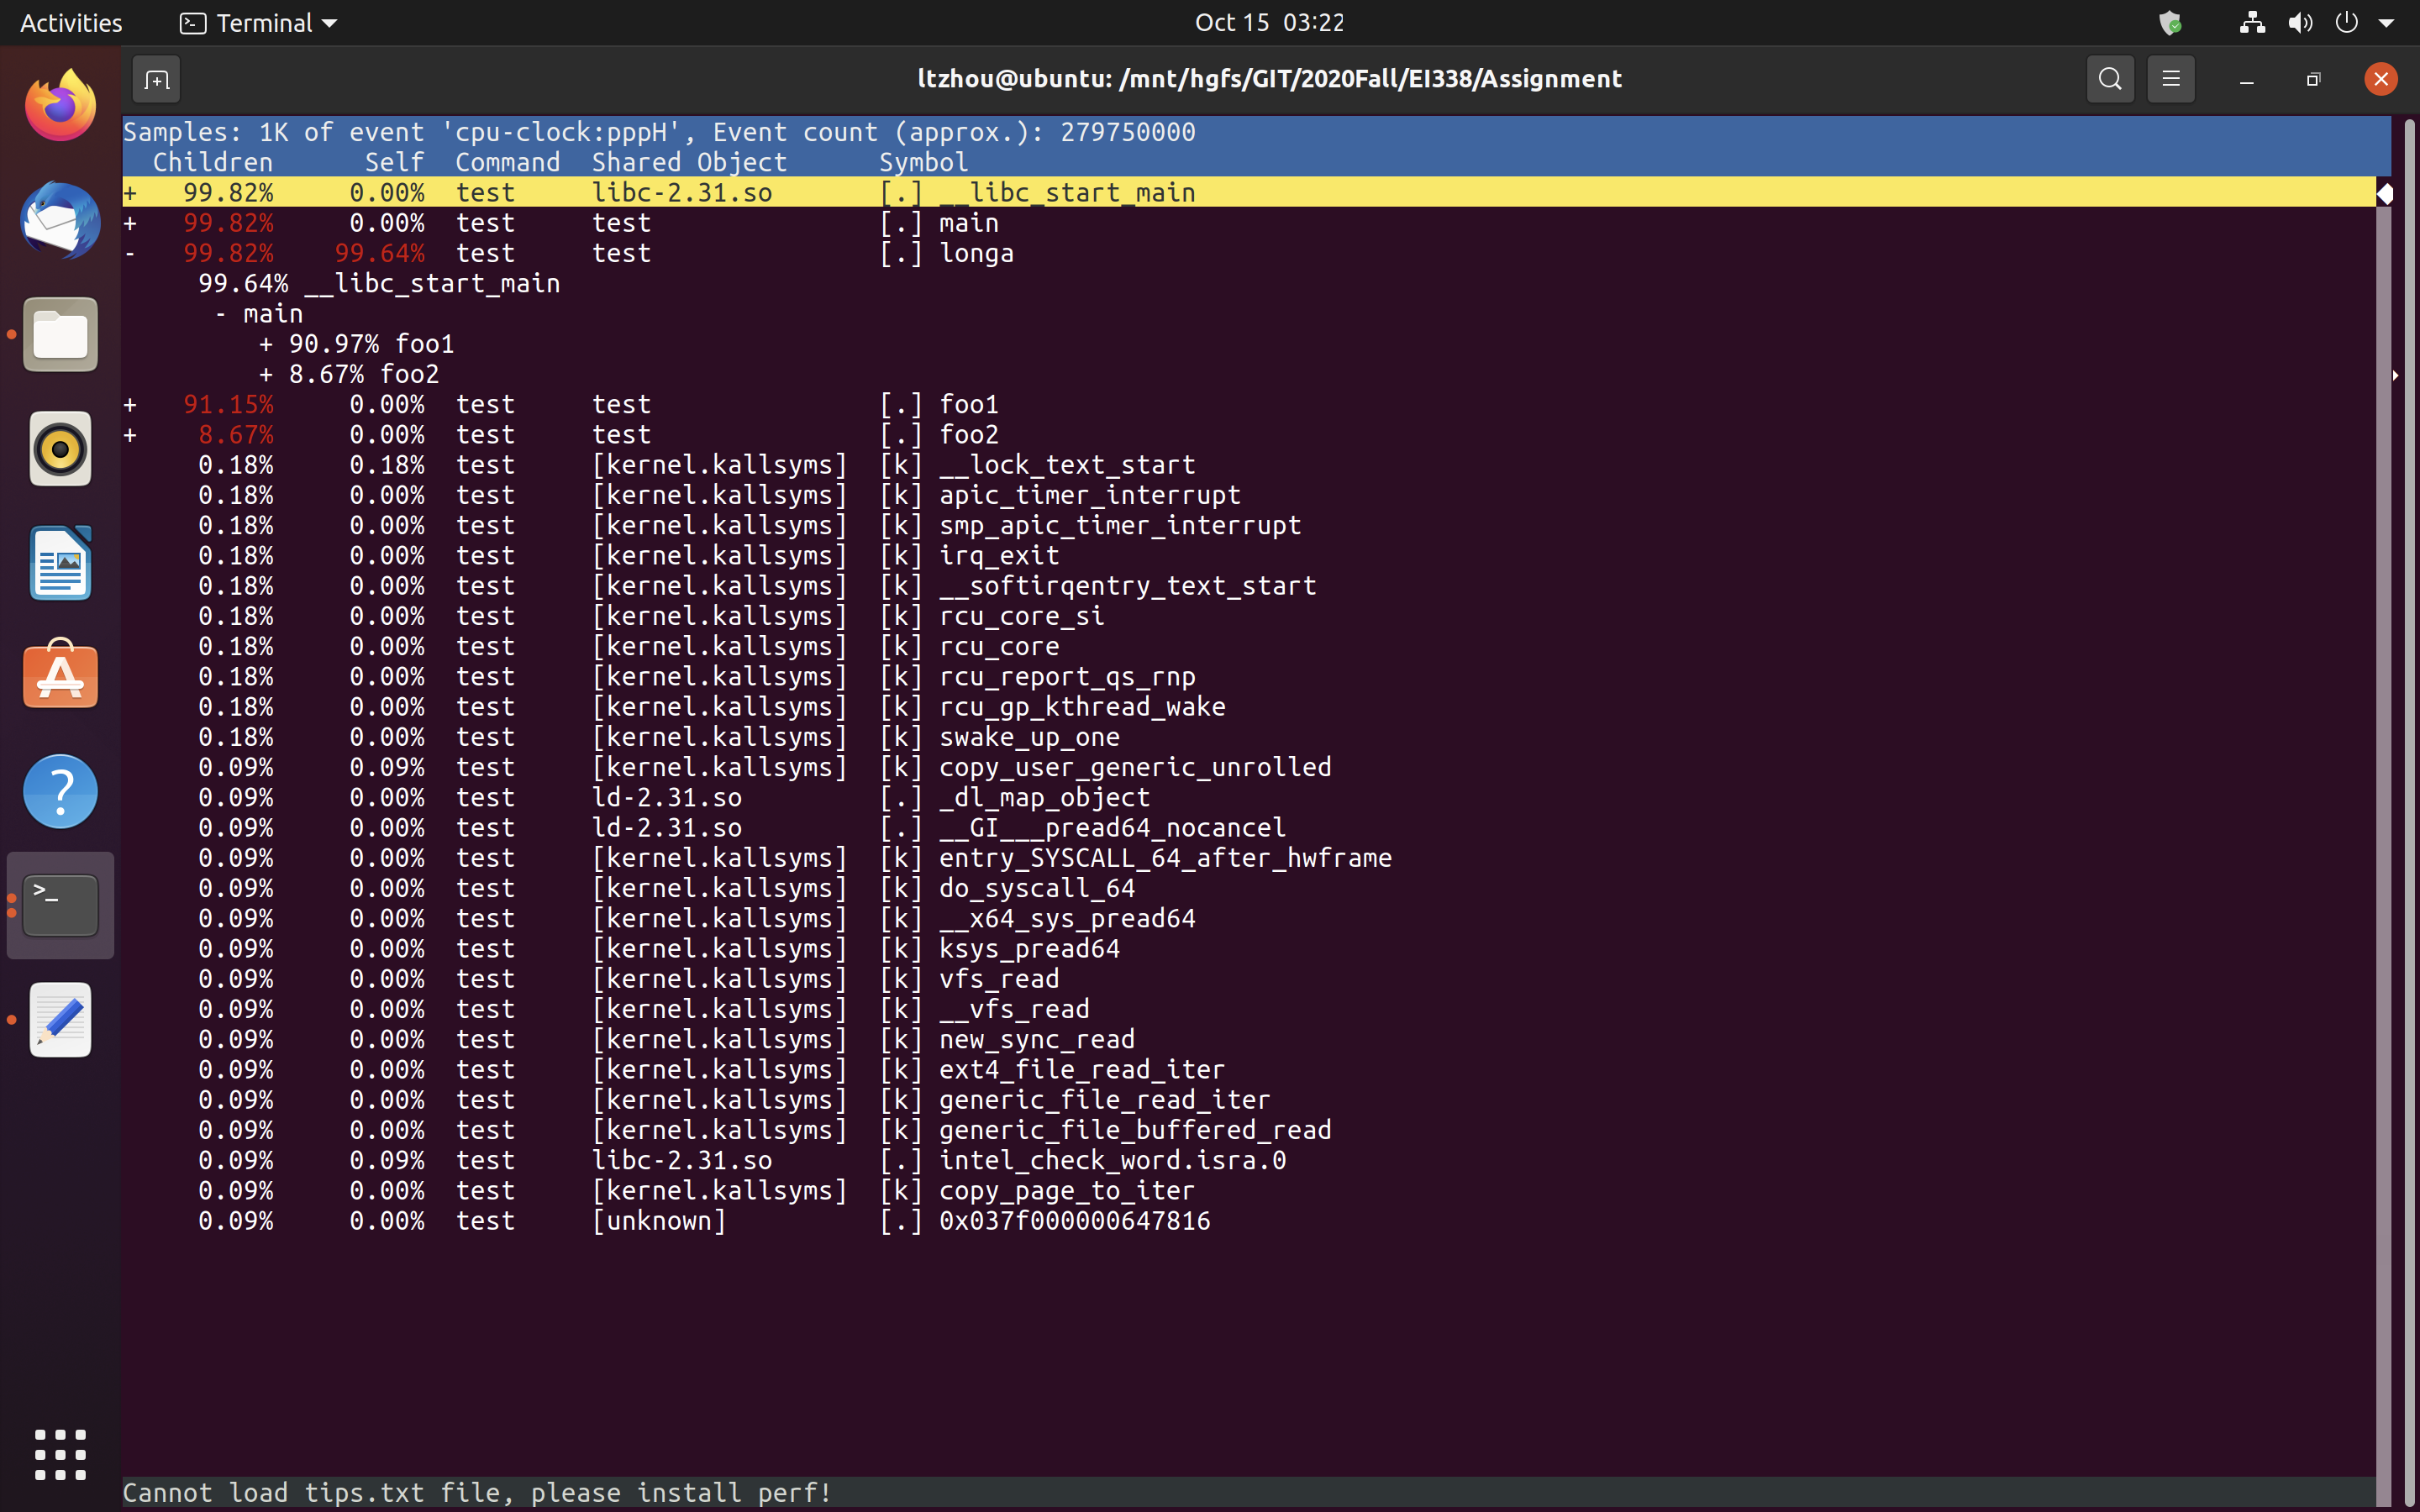 Activities Terminal Oct 15 03:22
ltzhou@ubuntu: /mnt/hgfs/GIT/2020Fall/EI338/Assignment
Samples: 1K of event 'cpu-clock:pppH', Event count (approx.): 279750000
Children Self Command Shared Object Symbol
+ 99.82% 0.00% test libc-2.31.so [.] __libc_start_main
+ 99.82% 0.00% test test [.] main
- 99.82% 99.64% test test [.] longa
99.64% __libc_start_main
- main
+ 90.97% foo1
+ 8.67% foo2
+ 91.15% 0.00% test test [.] foo1
+ 8.67% 0.00% test test [.] foo2
0.18% 0.18% test [kernel.kallsyms] [k] __lock_text_start
0.18% 0.00% test [kernel.kallsyms] [k] apic_timer_interrupt
0.18% 0.00% test [kernel.kallsyms] [k] smp_apic_timer_interrupt
0.18% 0.00% test [kernel.kallsyms] [k] irq_exit
0.18% 0.00% test [kernel.kallsyms] [k] __softirqentry_text_start
0.18% 0.00% test [kernel.kallsyms] [k] rcu_core_si
0.18% 0.00% test [kernel.kallsyms] [k] rcu_core
0.18% 0.00% test [kernel.kallsyms] [k] rcu_report_qs_rnp
0.18% 0.00% test [kernel.kallsyms] [k] rcu_gp_kthread_wake
0.18% 0.00% test [kernel.kallsyms] [k] swake_up_one
0.09% 0.09% test [kernel.kallsyms] [k] copy_user_generic_unrolled
0.09% 0.00% test ld-2.31.so [.] _dl_map_object
0.09% 0.00% test ld-2.31.so [.] __GI___pread64_nocancel
0.09% 0.00% test [kernel.kallsyms] [k] entry_SYSCALL_64_after_hwframe
0.09% 0.00% test [kernel.kallsyms] [k] do_syscall_64
0.09% 0.00% test [kernel.kallsyms] [k] __x64_sys_pread64
0.09% 0.00% test [kernel.kallsyms] [k] ksys_pread64
0.09% 0.00% test [kernel.kallsyms] [k] vfs_read
0.09% 0.00% test [kernel.kallsyms] [k] __vfs_read
0.09% 0.00% test [kernel.kallsyms] [k] new_sync_read
0.09% 0.00% test [kernel.kallsyms] [k] ext4_file_read_iter
0.09% 0.00% test [kernel.kallsyms] [k] generic_file_read_iter
0.09% 0.00% test [kernel.kallsyms] [k] generic_file_buffered_read
0.09% 0.09% test libc-2.31.so [.] intel_check_word.isra.0
0.09% 0.00% test [kernel.kallsyms] [k] copy_page_to_iter
0.09% 0.00% test [unknown] [.] 0x037f000000647816
Cannot load tips.txt file, please install perf!